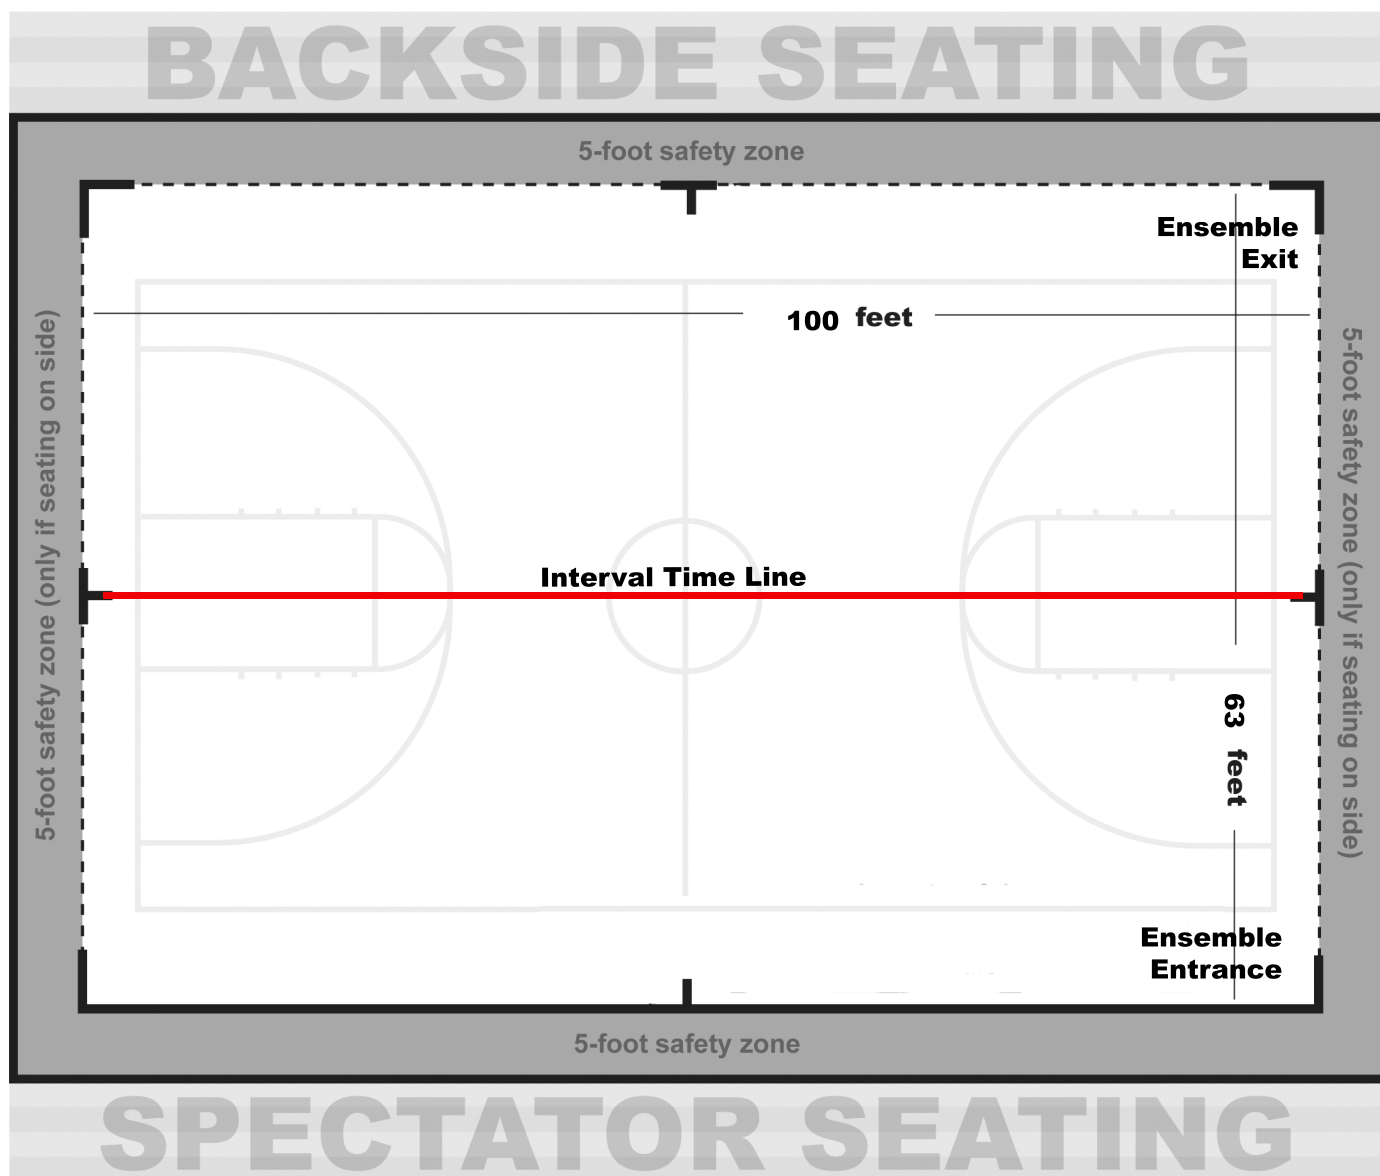 BACKSIDE SEATING
5-foot safety zone
Ensemble
Exit
100 feet
5-foot safety zone (only if seating on side)
5-foot safety zone (only if seating on side)
Interval Time Line
63 feet
Ensemble
Entrance
5-foot safety zone
SPECTATOR SEATING